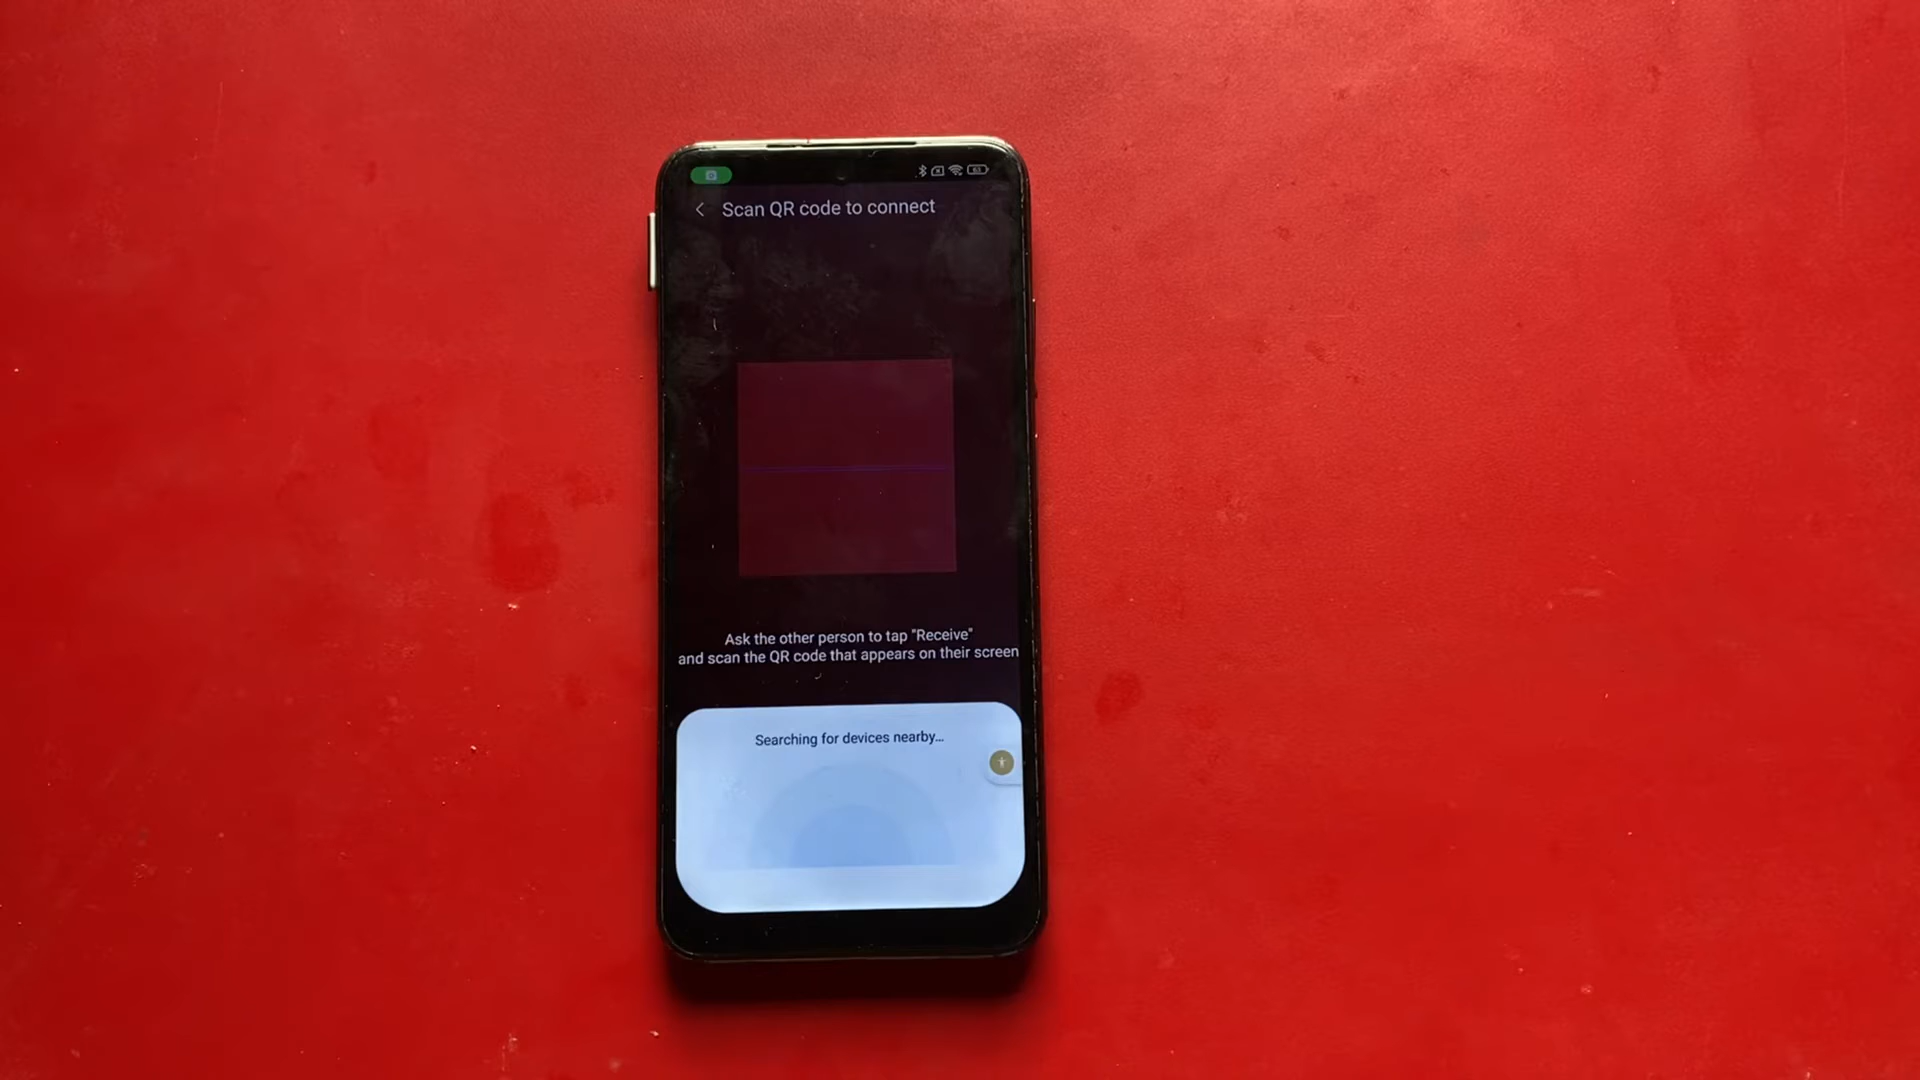 Scan QR code to connect
Ask the other person to tap "Receive"
and scan the QR code that appears on their screen
Searching for devices nearby...